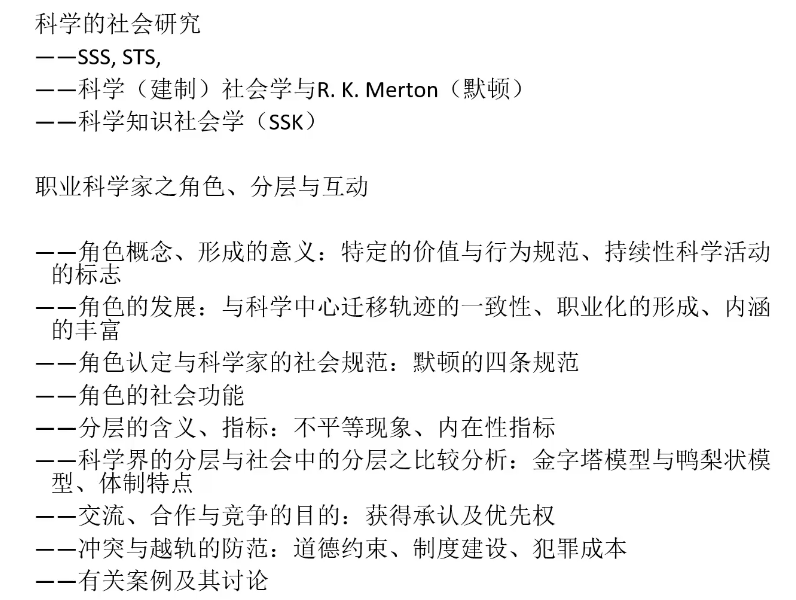 科学的社会研究
——SSS, STS,
——科学（建制）社会学与R. K. Merton（默顿）
——科学知识社会学（SSK）
职业科学家之角色、分层与互动
——角色概念、形成的意义：特定的价值与行为规范、持续性科学活动
的标志
——角色的发展：与科学中心迁移轨迹的一致性、职业化的形成、内涵
的丰富
——角色认定与科学家的社会规范：默顿的四条规范
——角色的社会功能
——分层的含义、指标：不平等现象、内在性指标
——科学界的分层与社会中的分层之比较分析：金字塔模型与鸭梨状模
型、体制特点
——交流、合作与竞争的目的：获得承认及优先权
——冲突与越轨的防范：道德约束、制度建设、犯罪成本
——有关案例及其讨论